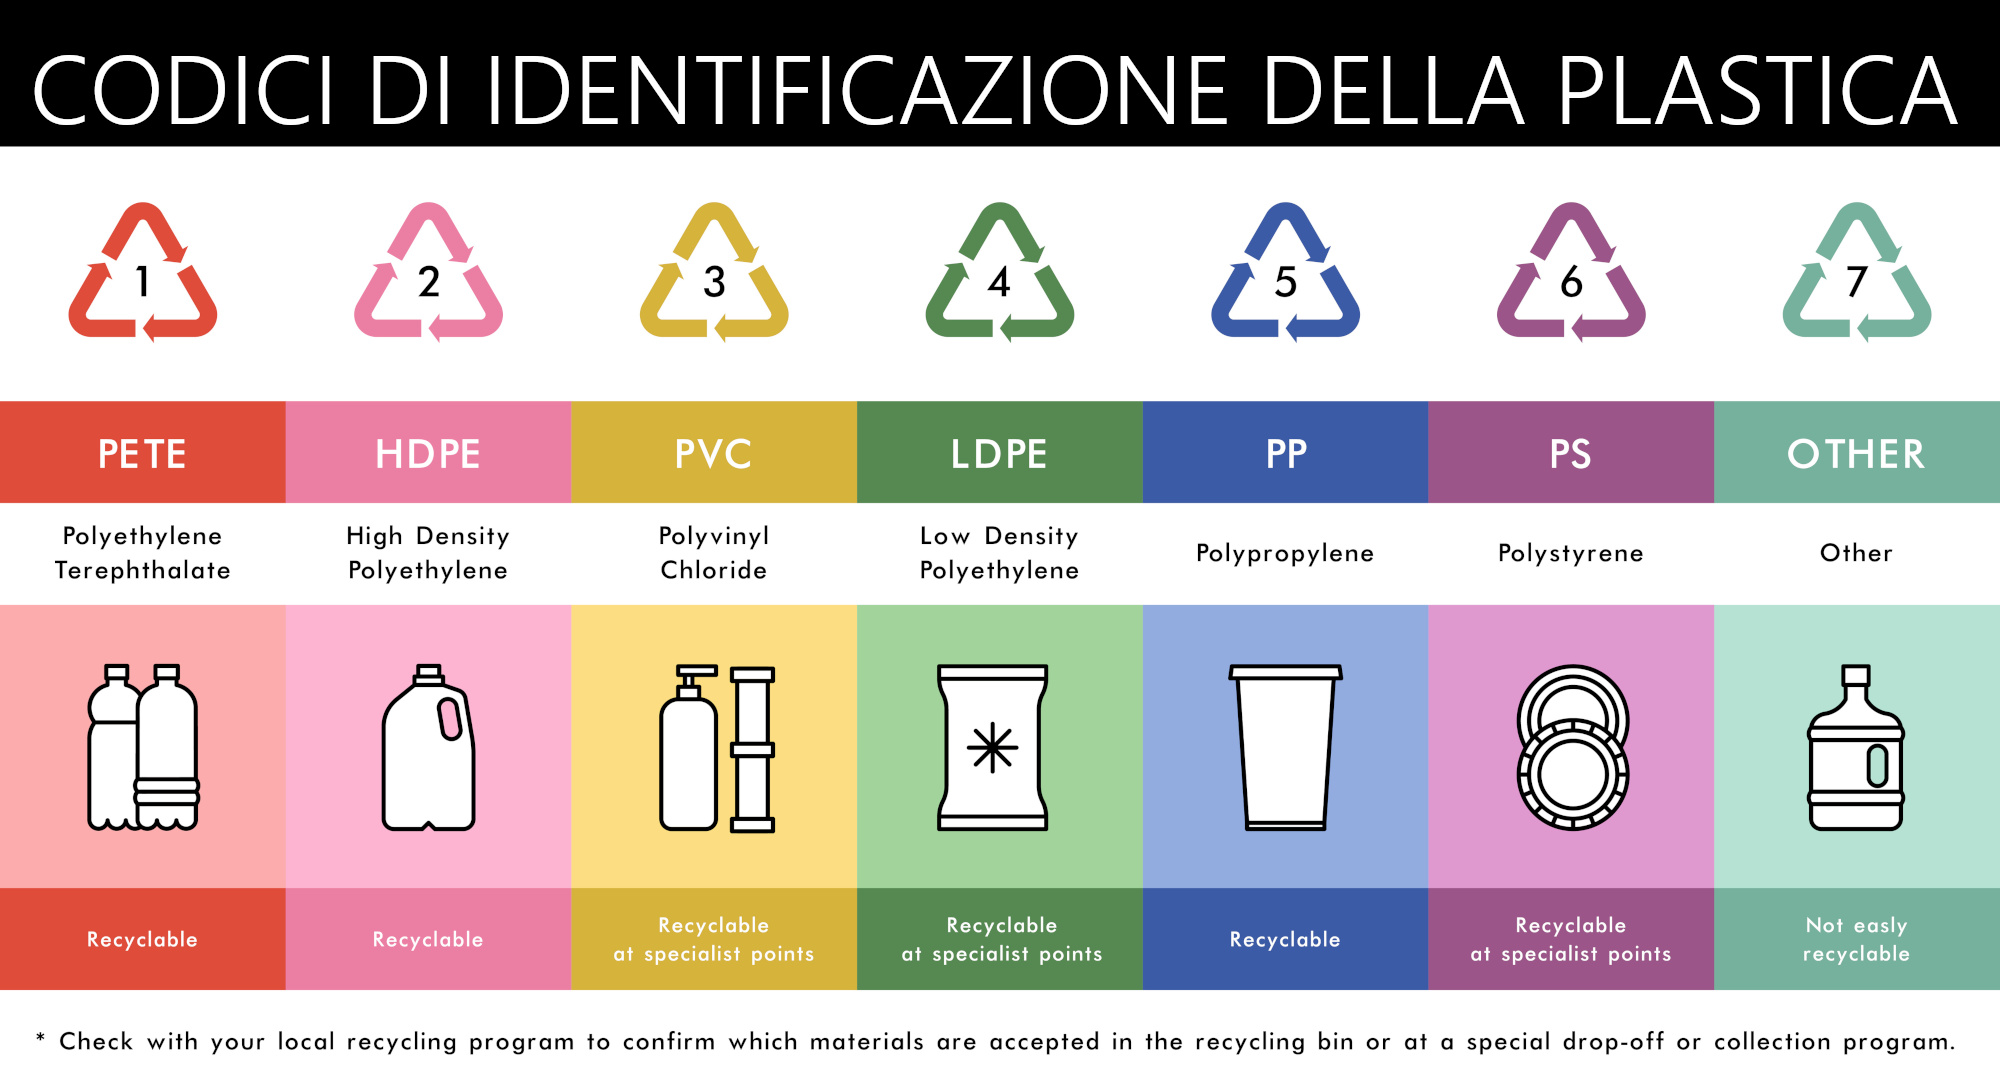 CODICI DI IDENTIFICAZIONE DELLA PLASTICA
1 2 3 4 5 6 7
PETE HDPE PVC LDPE PP PS OTHER
Polyethylene
Terephthalate
High Density
Polyethylene
Polyvinyl
Chloride
Low Density
Polyethylene
Polypropylene
Polystyrene
Other
Recyclable
Recyclable
Recyclable
at specialist points
Recyclable
at specialist points
Recyclable
Recyclable
at specialist points
Not easly
recyclable
* Check with your local recycling program to confirm which materials are accepted in the recycling bin or at a special drop-off or collection program.